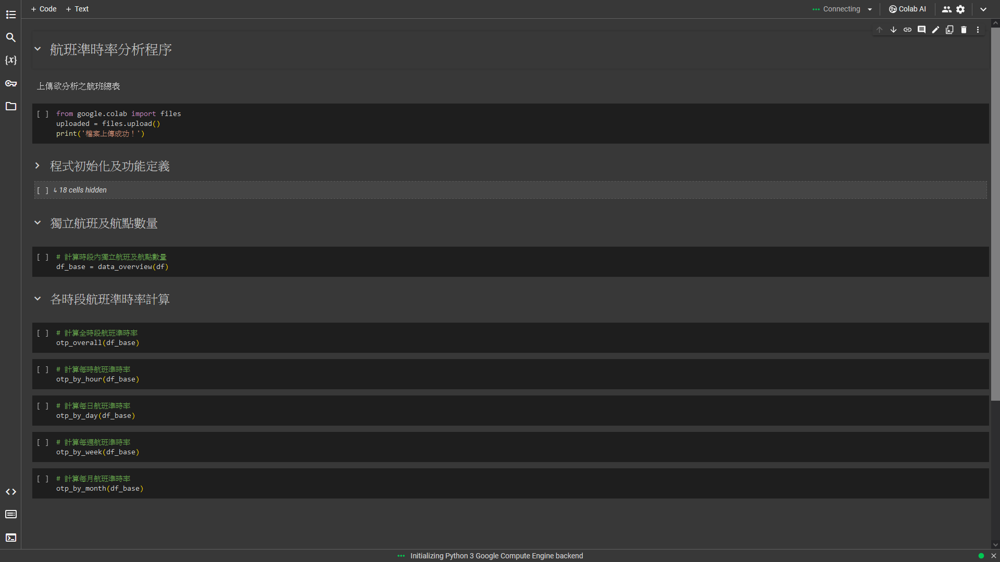 + Code + Text
Connecting
Colab AI
航班準時率分析程序
上傳欲分析之航班總表
[ ] from google.colab import files
uploaded = files.upload()
print('檔案上傳成功！')
程式初始化及功能定義
[ ] ↳ 18 cells hidden
獨立航班及航點數量
[ ] # 計算時段內獨立航班及航點數量
df_base = data_overview(df)
各時段航班準時率計算
[ ] # 計算全時段航班準時率
otp_overall(df_base)
[ ] # 計算每時航班準時率
otp_by_hour(df_base)
[ ] # 計算每日航班準時率
otp_by_day(df_base)
[ ] # 計算每週航班準時率
otp_by_week(df_base)
[ ] # 計算每月航班準時率
otp_by_month(df_base)
Initializing Python 3 Google Compute Engine backend